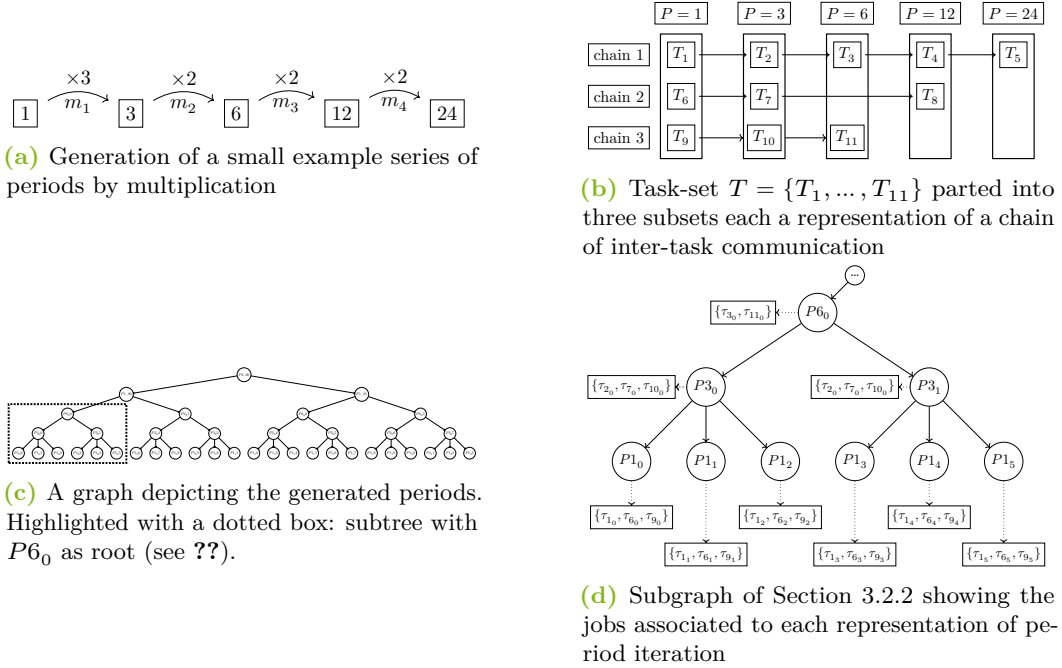 ×3
×2
×2
×2
m1
m2
m3
m4
1
3
6
12
24
(a) Generation of a small example series of
periods by multiplication
P = 1
P = 3
P = 6
P = 12
P = 24
chain 1
T1
T2
T3
T4
T5
chain 2
T6
T7
T8
chain 3
T9
T10
T11
(b) Task-set T = {T1, ... , T11} parted into
three subsets each a representation of a chain
of inter-task communication
(c) A graph depicting the generated periods.
Highlighted with a dotted box: subtree with
P60 as root (see ??).
...
P60
{τ30, τ110}
P30
{τ20, τ70, τ100}
P31
{τ20, τ70, τ100}
P10
P11
P12
P13
P14
P15
{τ10, τ60, τ90}
{τ12, τ62, τ92}
{τ14, τ64, τ94}
{τ11, τ61, τ91}
{τ13, τ63, τ93}
{τ15, τ65, τ95}
(d) Subgraph of Section 3.2.2 showing the
jobs associated to each representation of pe-
riod iteration